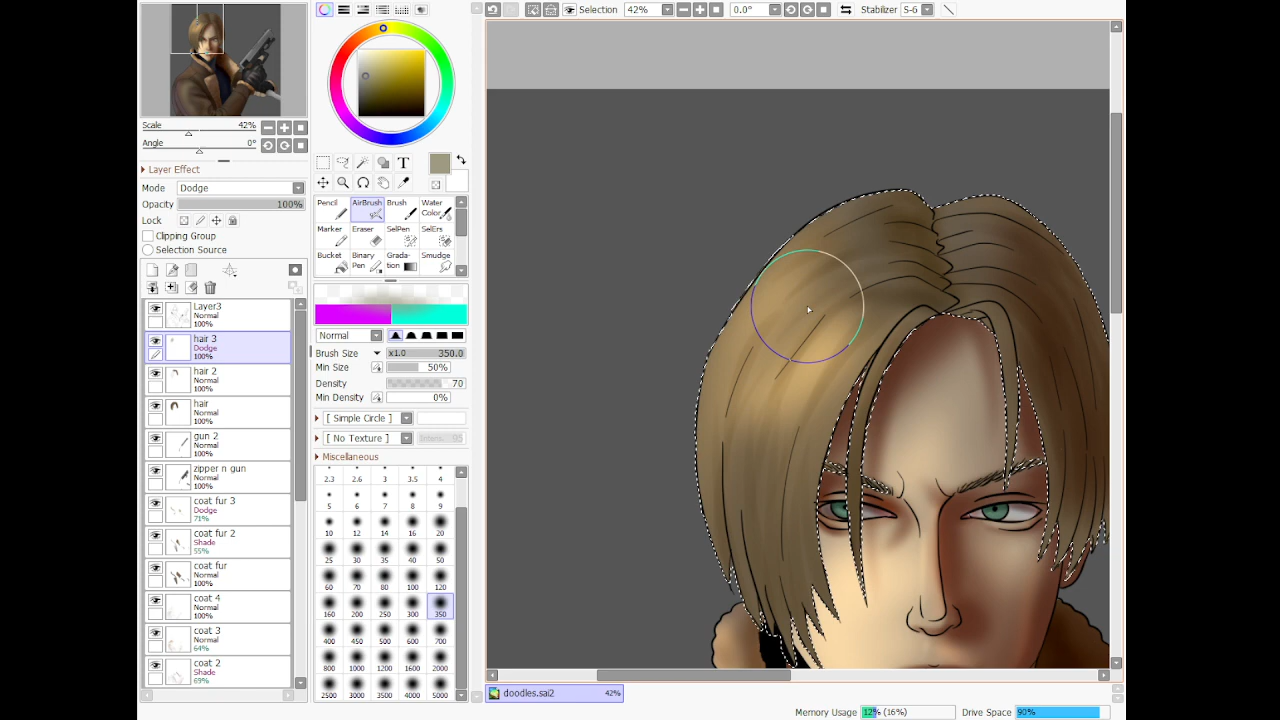 Selection 42% 0.0° Stabilizer S-6
Scale 42%
Angle 0°
Layer Effect
Mode Dodge
Opacity 100%
Lock
Clipping Group
Selection Source
Layer3
Normal
100%
hair 3
Dodge
100%
hair 2
Normal
100%
hair
Normal
100%
gun 2
Normal
100%
zipper n gun
Normal
100%
coat fur 3
Dodge
71%
coat fur 2
Shade
55%
coat fur
Normal
100%
coat 4
Normal
100%
coat 3
Normal
64%
coat 2
Shade
69%
T
Pencil AirBrush Brush Water Color
Marker Eraser SelPen SelErs
Bucket Binary Pen Grada-tion Smudge
Normal
Brush Size x1.0 350.0
Min Size 50%
Density 70
Min Density 0%
[ Simple Circle ]
[ No Texture ] 95
Miscellaneous
2.3 2.6 3 3.5 4
5 6 7 8 9
10 12 14 16 20
25 30 35 40 50
60 70 80 100 120
160 200 250 300 350
400 450 500 600 700
800 1000 1200 1600 2000
2500 3000 3500 4000 5000
doodles.sai2 42%
Memory Usage 12% (16%) Drive Space 90%